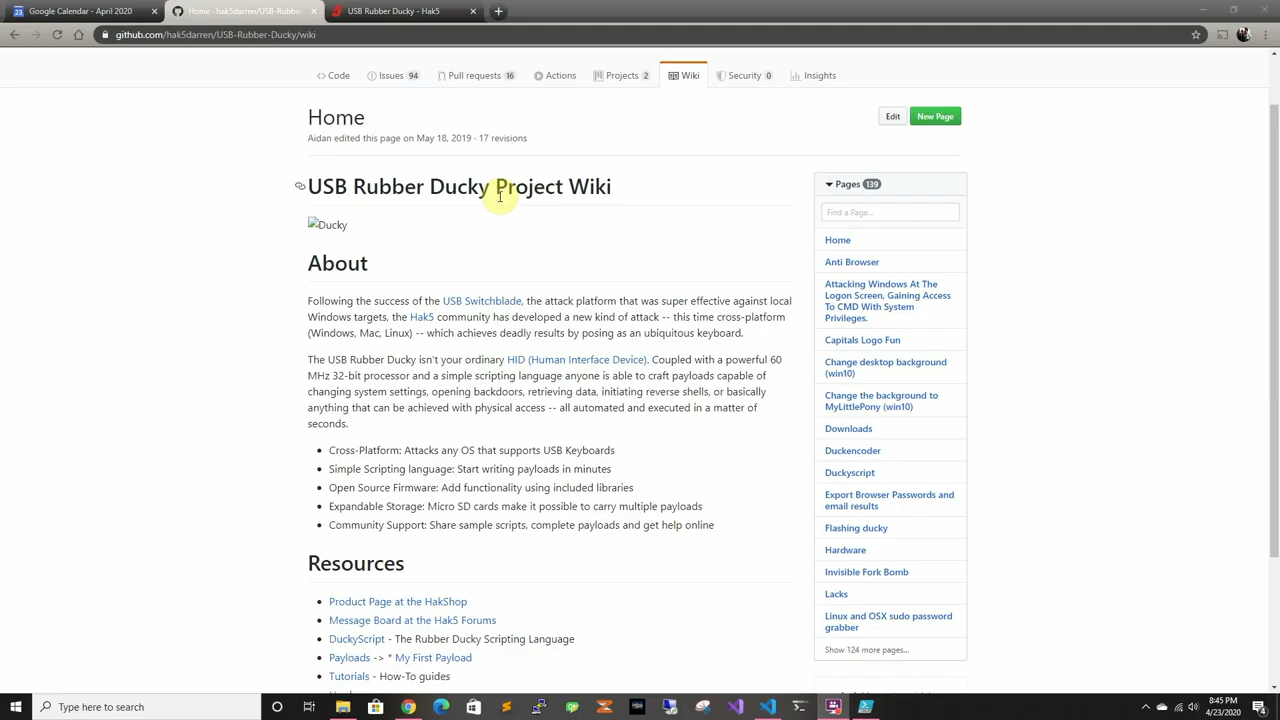 Google Calendar - April 2020
Home · hak5darren/USB-Rubber
USB Rubber Ducky - Hak5
github.com/hak5darren/USB-Rubber-Ducky/wiki
Code
Issues 94
Pull requests 16
Actions
Projects 2
Wiki
Security 0
Insights
Home
Edit
New Page
Aidan edited this page on May 18, 2019 · 17 revisions
USB Rubber Ducky Project Wiki
Ducky
About
Following the success of the USB Switchblade, the attack platform that was super effective against local
Windows targets, the Hak5 community has developed a new kind of attack -- this time cross-platform
(Windows, Mac, Linux) -- which achieves deadly results by posing as an ubiquitous keyboard.
The USB Rubber Ducky isn't your ordinary HID (Human Interface Device). Coupled with a powerful 60
MHz 32-bit processor and a simple scripting language anyone is able to craft payloads capable of
changing system settings, opening backdoors, retrieving data, initiating reverse shells, or basically
anything that can be achieved with physical access -- all automated and executed in a matter of
seconds.
• Cross-Platform: Attacks any OS that supports USB Keyboards
• Simple Scripting language: Start writing payloads in minutes
• Open Source Firmware: Add functionality using included libraries
• Expandable Storage: Micro SD cards make it possible to carry multiple payloads
• Community Support: Share sample scripts, complete payloads and get help online
Resources
• Product Page at the HakShop
• Message Board at the Hak5 Forums
• DuckyScript - The Rubber Ducky Scripting Language
• Payloads -> * My First Payload
• Tutorials - How-To guides
Pages 139
Find a Page...
Home
Anti Browser
Attacking Windows At The
Logon Screen, Gaining Access
To CMD With System
Privileges.
Capitals Logo Fun
Change desktop background
(win10)
Change the background to
MyLittlePony (win10)
Downloads
Duckencoder
Duckyscript
Export Browser Passwords and
email results
Flashing ducky
Hardware
Invisible Fork Bomb
Lacks
Linux and OSX sudo password
grabber
Show 124 more pages...
Type here to search
8:45 PM
4/23/2020